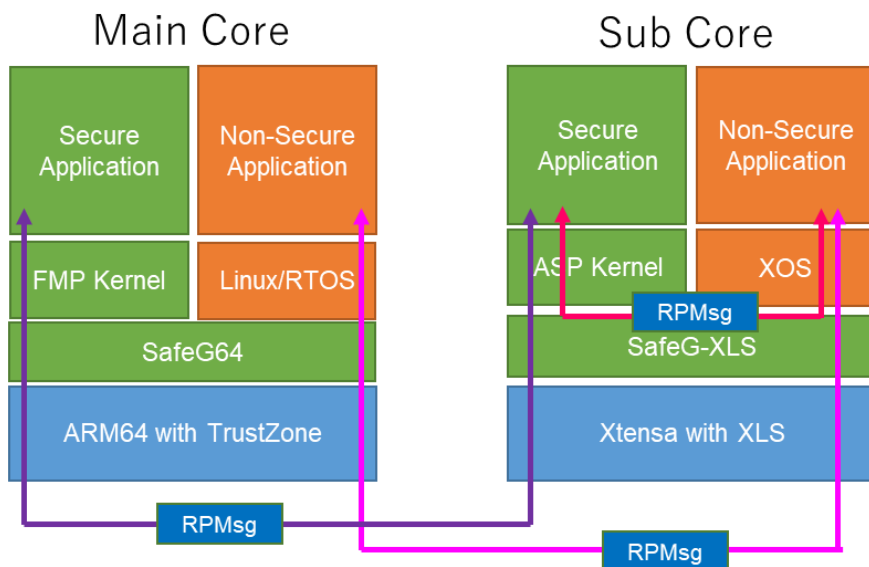 Main Core
Sub Core
Secure
Application
Non-Secure
Application
Secure
Application
Non-Secure
Application
FMP Kernel
Linux/RTOS
ASP Kernel
XOS
RPMsg
SafeG64
SafeG-XLS
ARM64 with TrustZone
Xtensa with XLS
RPMsg
RPMsg